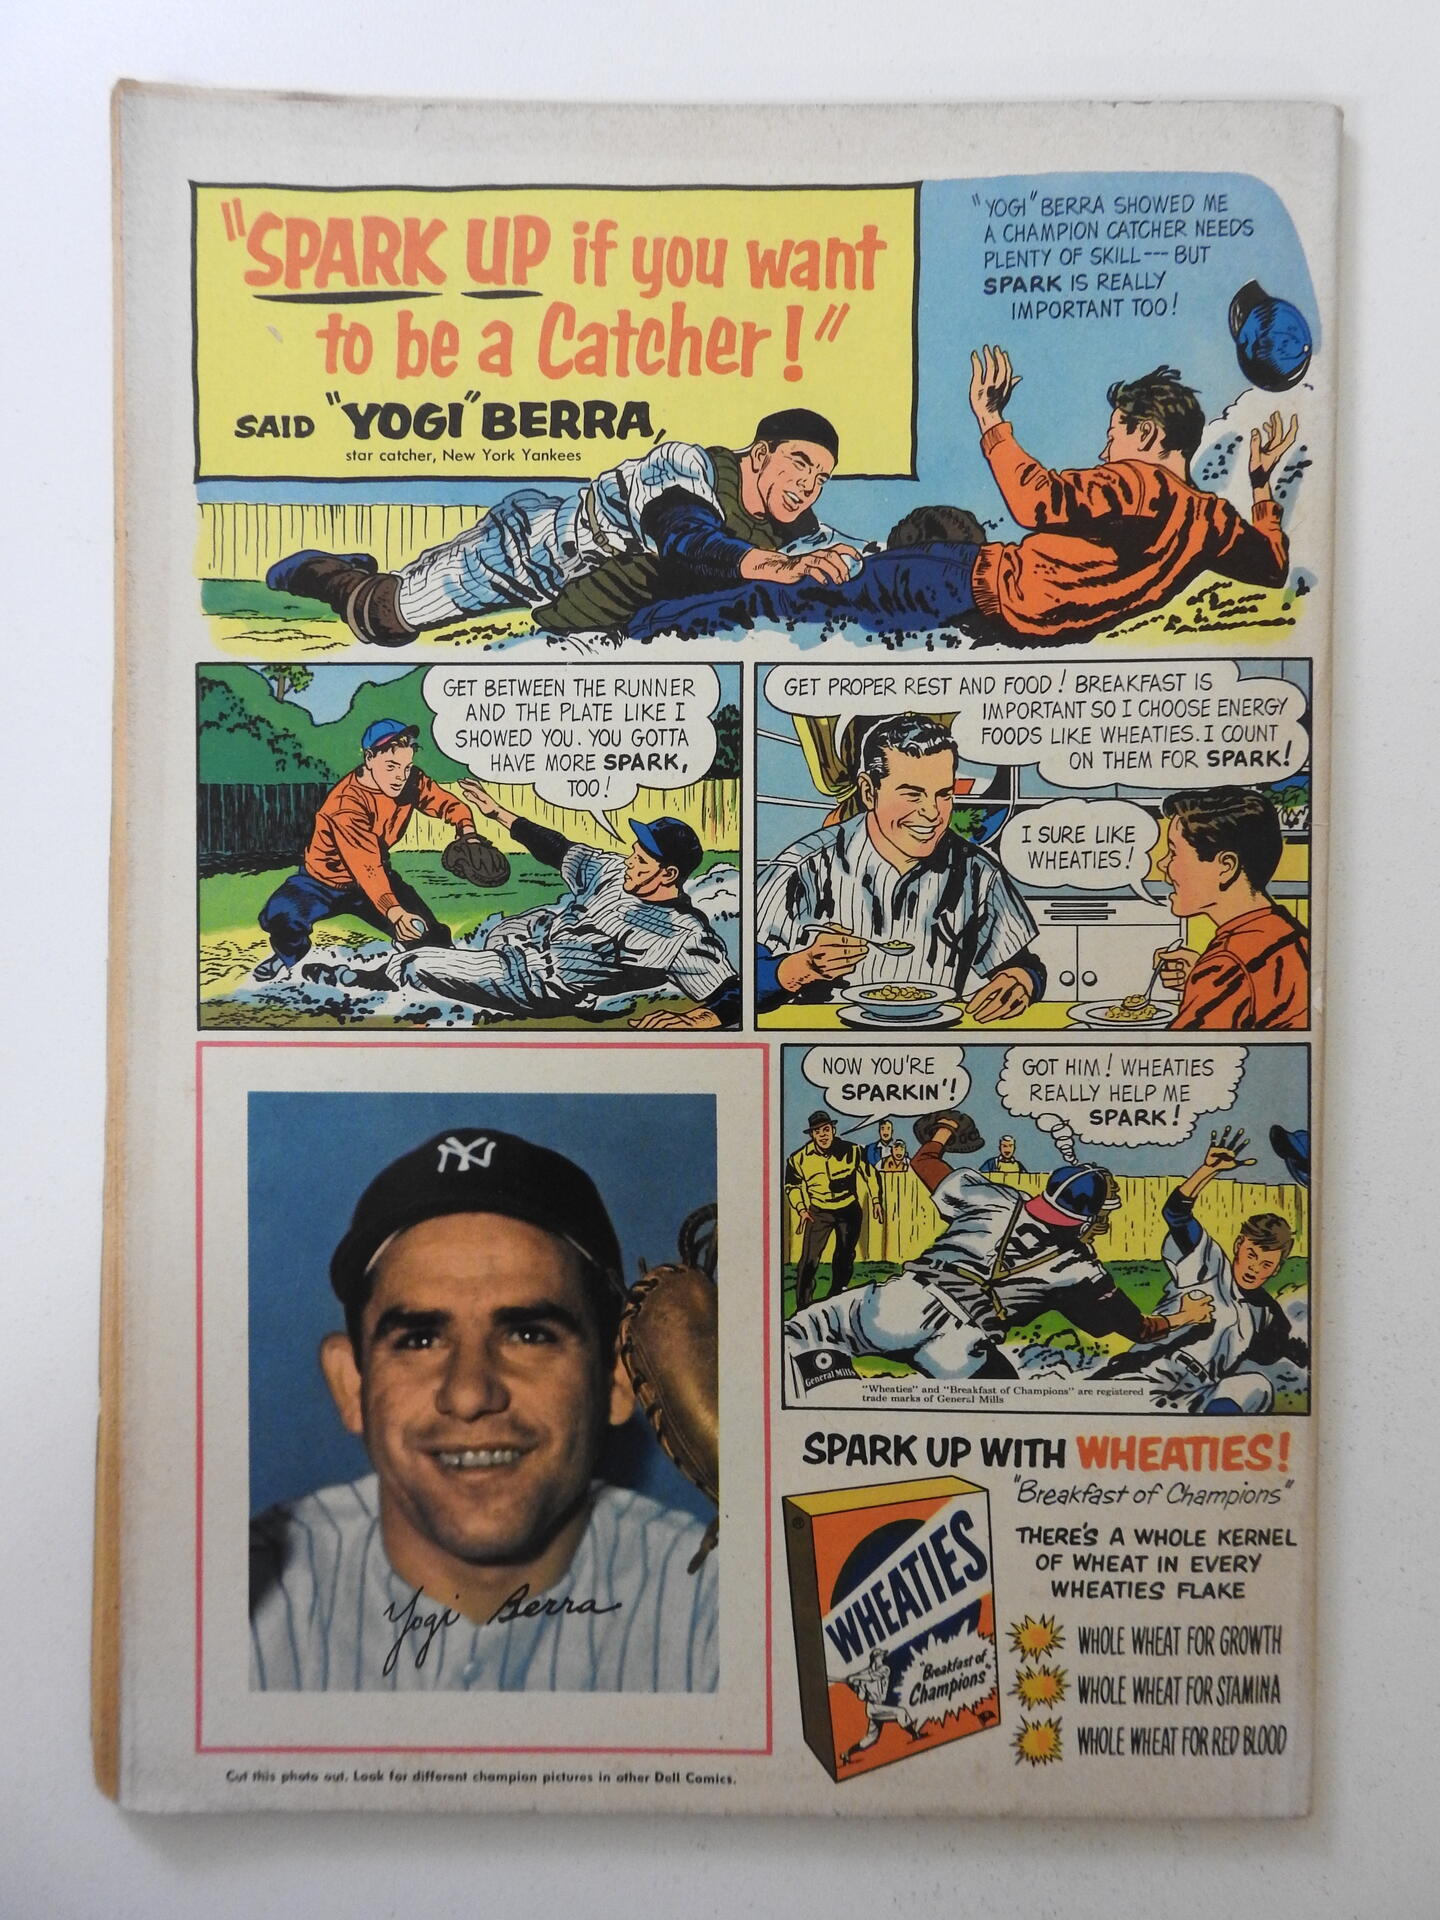 "SPARK UP if you want
to be a Catcher!"
SAID "YOGI" BERRA,
star catcher, New York Yankees
"YOGI" BERRA SHOWED ME
A CHAMPION CATCHER NEEDS
PLENTY OF SKILL---BUT
SPARK IS REALLY
IMPORTANT TOO!
GET BETWEEN THE RUNNER
AND THE PLATE LIKE I
SHOWED YOU. YOU GOTTA
HAVE MORE SPARK,
TOO!
GET PROPER REST AND FOOD! BREAKFAST IS
IMPORTANT SO I CHOOSE ENERGY
FOODS LIKE WHEATIES. I COUNT
ON THEM FOR SPARK!
I SURE LIKE
WHEATIES!
NY
Yogi Berra
Cut this photo out. Look for different champion pictures in other Dell Comics.
NOW YOU'RE
SPARKIN'!
GOT HIM! WHEATIES
REALLY HELP ME
SPARK!
General Mills
"Wheaties" and "Breakfast of Champions" are registered
trade marks of General Mills
SPARK UP WITH WHEATIES!
"Breakfast of Champions"
THERE'S A WHOLE KERNEL
OF WHEAT IN EVERY
WHEATIES FLAKE
WHOLE WHEAT FOR GROWTH
WHOLE WHEAT FOR STAMINA
WHOLE WHEAT FOR RED BLOOD
®
WHEATIES
"Breakfast of
Champions"